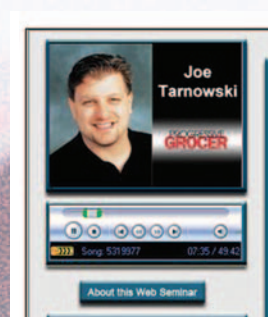 Joe
Tarnowski
PROGRESSIVE
GROCER
Song: 5319977
07:35 / 49:42
About this Web Seminar